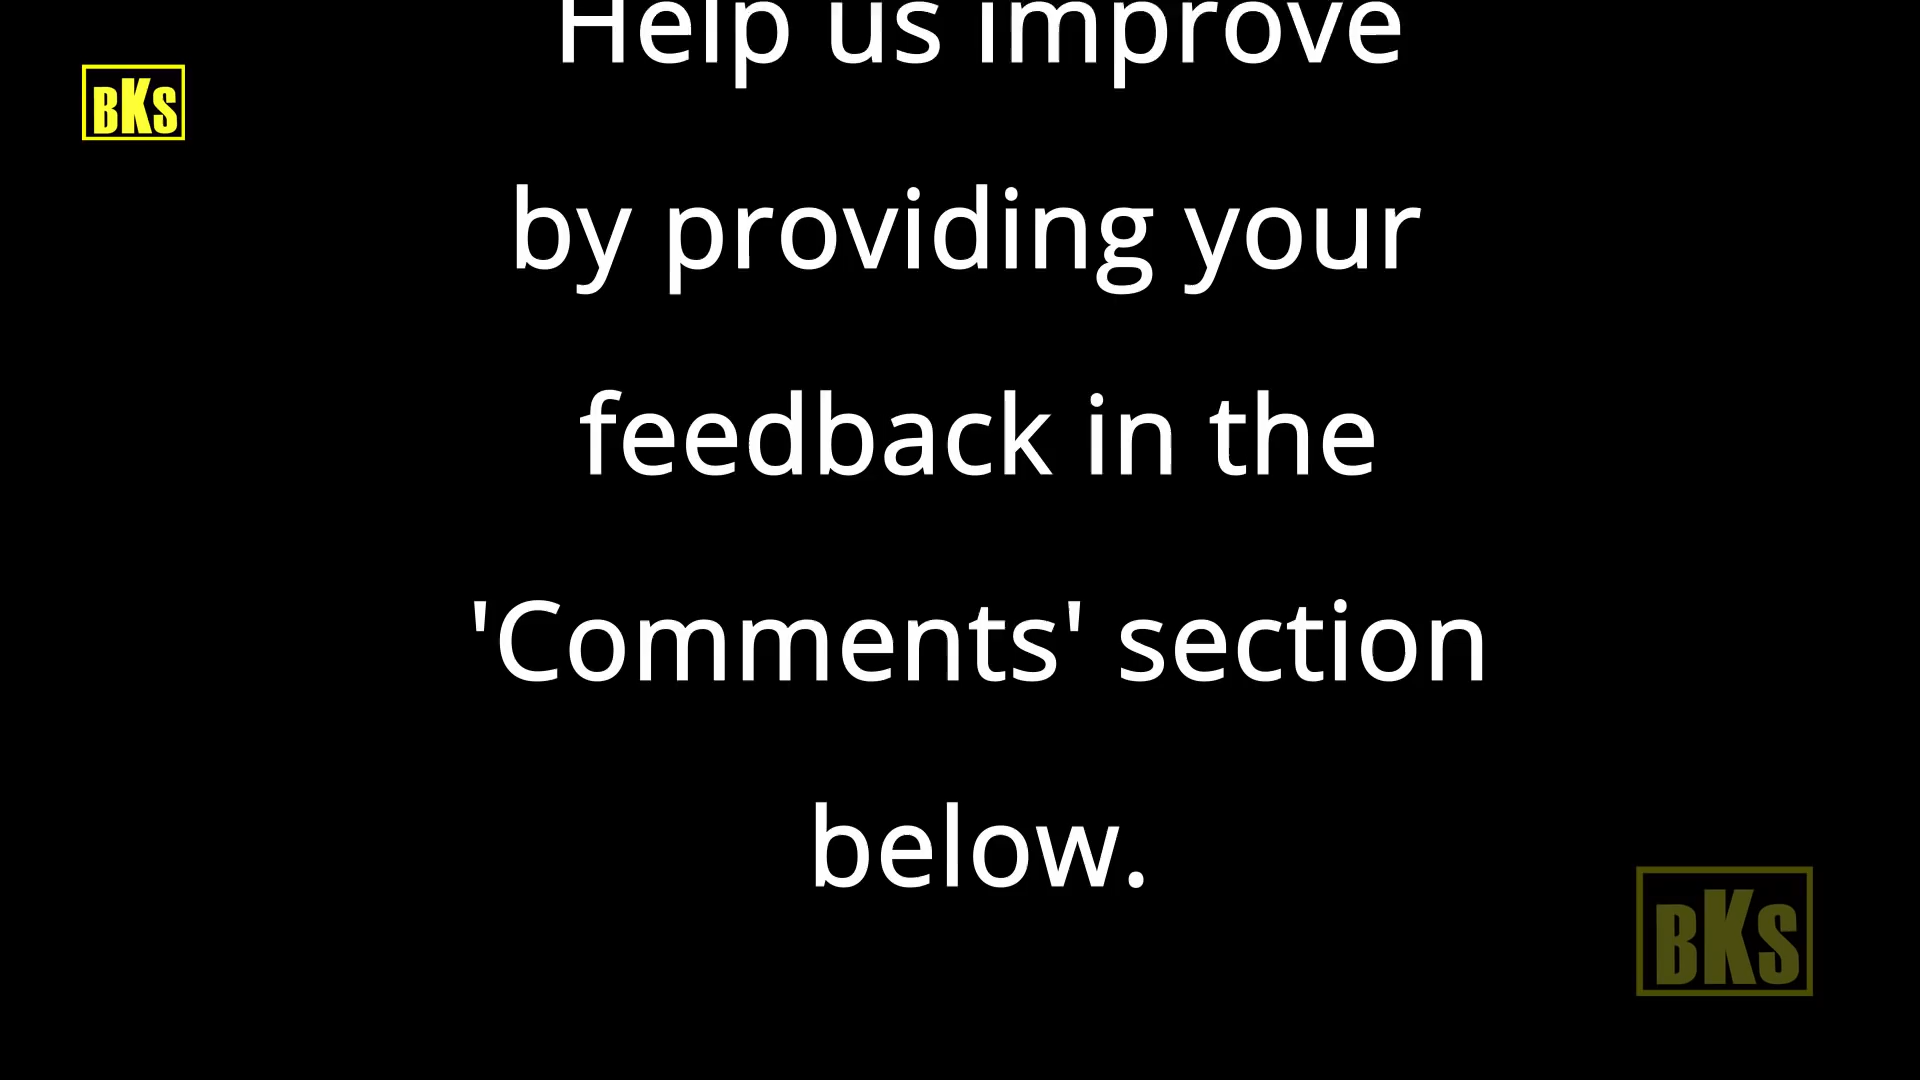 Help us improve
BKS
by providing your
feedback in the
'Comments' section
below.
BKS